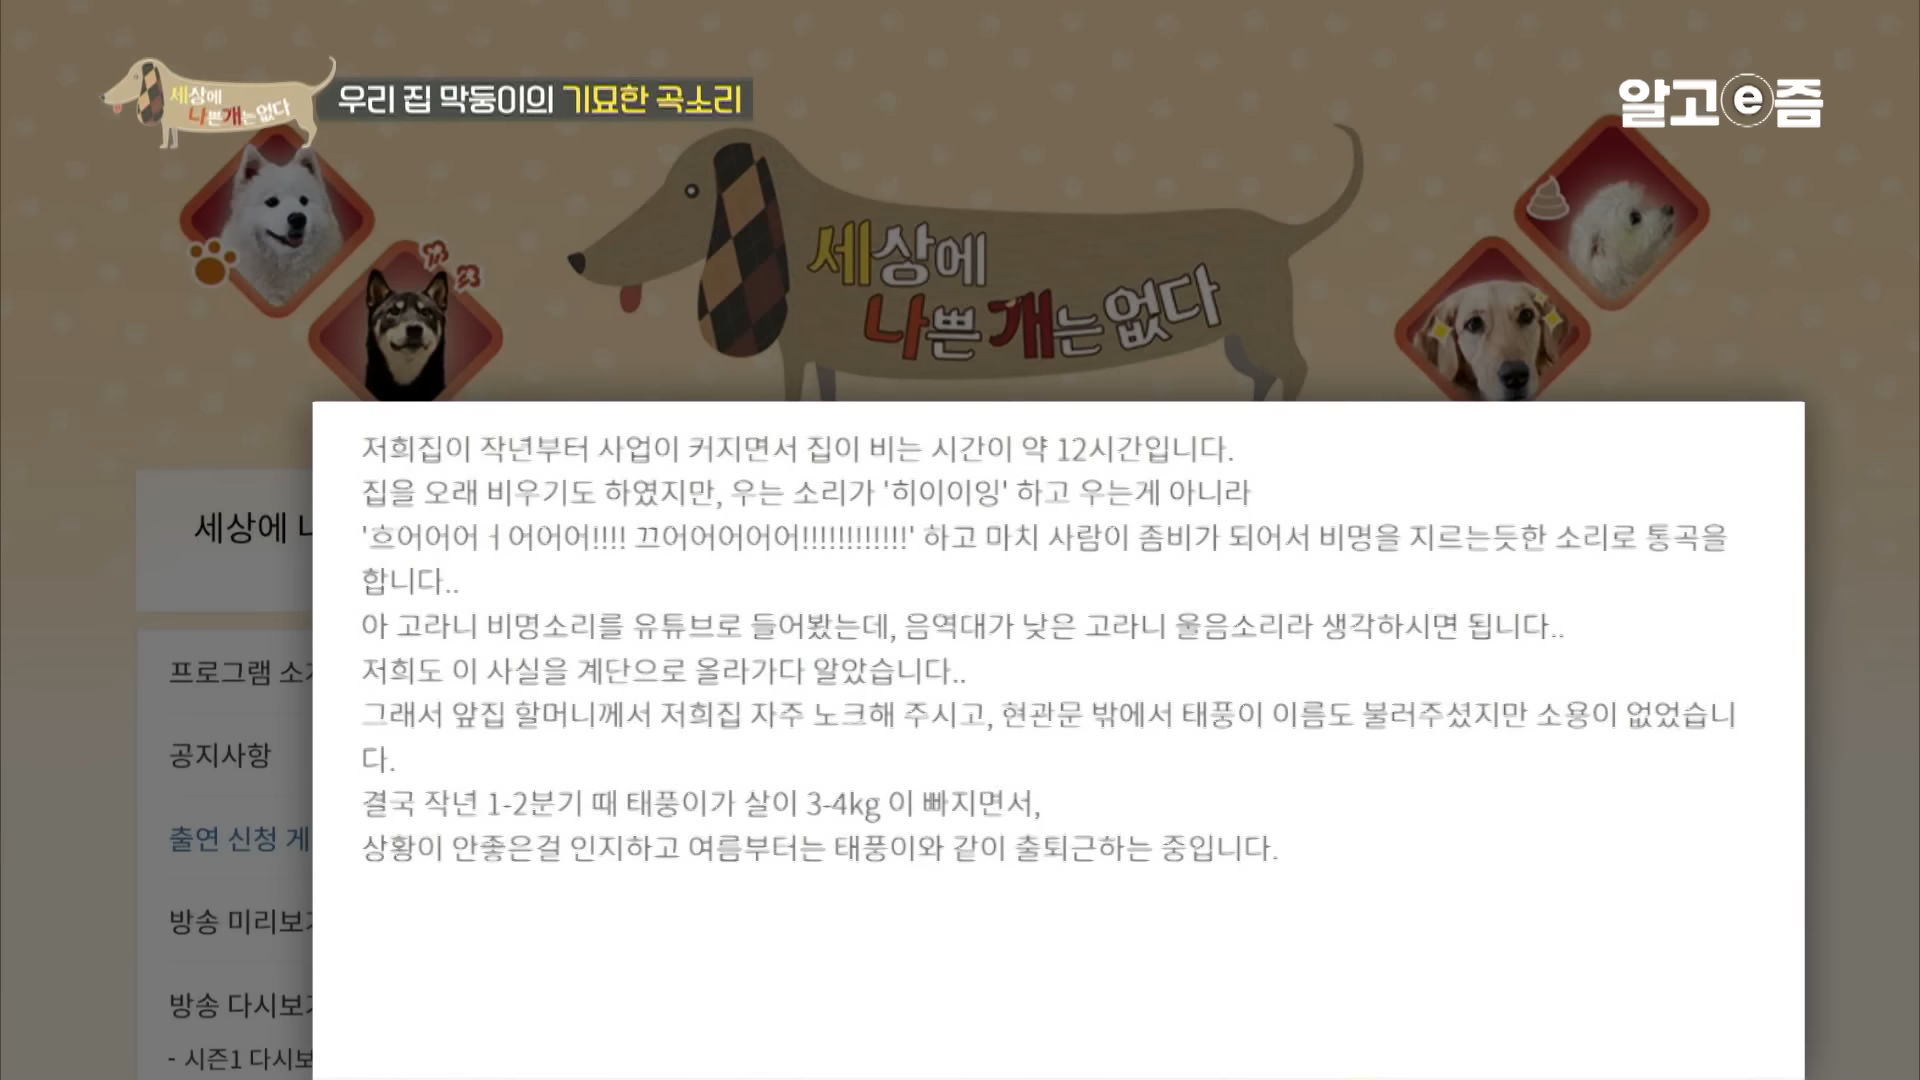 세상에
나쁜개는없다
우리 집 막둥이의 기묘한 곡소리
알고e즘
세상에
나쁜개는없다
저희집이 작년부터 사업이 커지면서 집이 비는 시간이 약 12시간입니다.
집을 오래 비우기도 하였지만, 우는 소리가 '히이이잉' 하고 우는게 아니라
'흐어어어ㅓ어어어!!!! 끄어어어어어!!!!!!!!!!!!!' 하고 마치 사람이 좀비가 되어서 비명을 지르는듯한 소리로 통곡을
합니다..
아 고라니 비명소리를 유튜브로 들어봤는데, 음역대가 낮은 고라니 울음소리라 생각하시면 됩니다..
저희도 이 사실을 계단으로 올라가다 알았습니다..
그래서 앞집 할머니께서 저희집 자주 노크해 주시고, 현관문 밖에서 태풍이 이름도 불러주셨지만 소용이 없었습니
다.
결국 작년 1-2분기 때 태풍이가 살이 3-4kg 이 빠지면서,
상황이 안좋은걸 인지하고 여름부터는 태풍이와 같이 출퇴근하는 중입니다.
세상에
프로그램
공지사항
출연 신청
방송
방송
- 시즌1